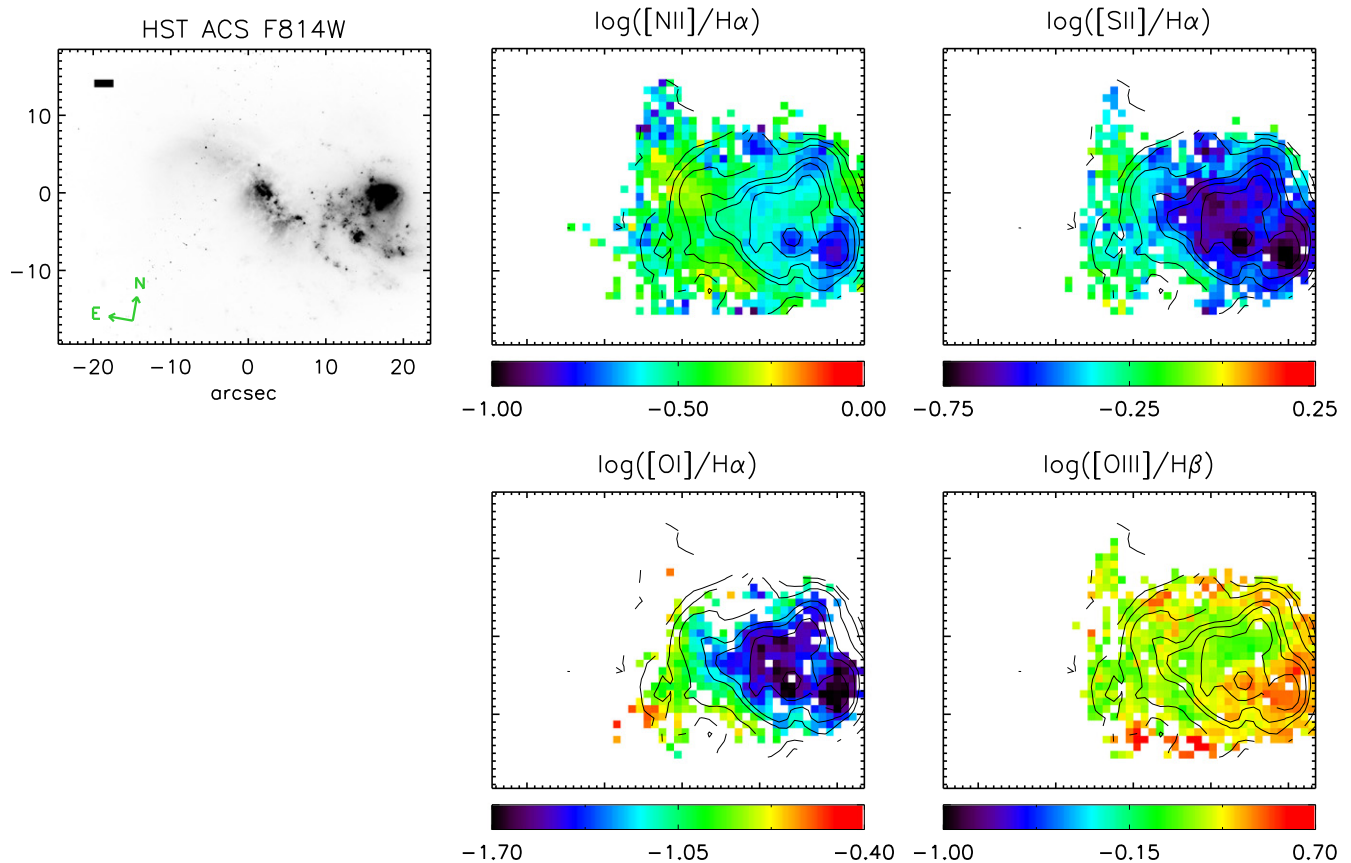 HST ACS F814W
log([NII]/Hα)
log([SII]/Hα)
10
0
−10
N
E
−20 −10 0 10 20
arcsec
−1.00 −0.50 0.00
−0.75 −0.25 0.25
log([OI]/Hα)
log([OIII]/Hβ)
−1.70 −1.05 −0.40
−1.00 −0.15 0.70